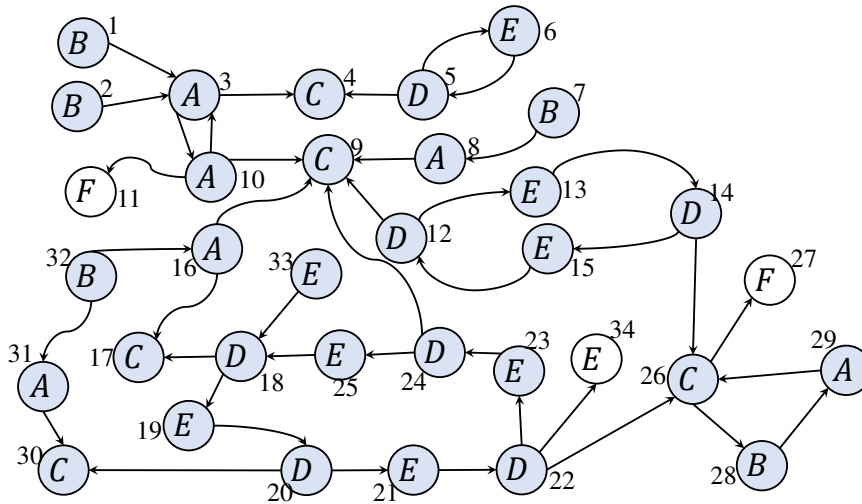 B 1
E 6
B 2
A 3
C 4
D 5
B 7
F 11
A 10
C 9
A 8
E 13
D 14
D 12
E 15
32 B
A 16
33 E
F 27
31 A
17 C
D 18
E 25
D 24
23 E
34 E
26 C
29 A
19 E
30 C
D 20
E 21
D 22
B 28